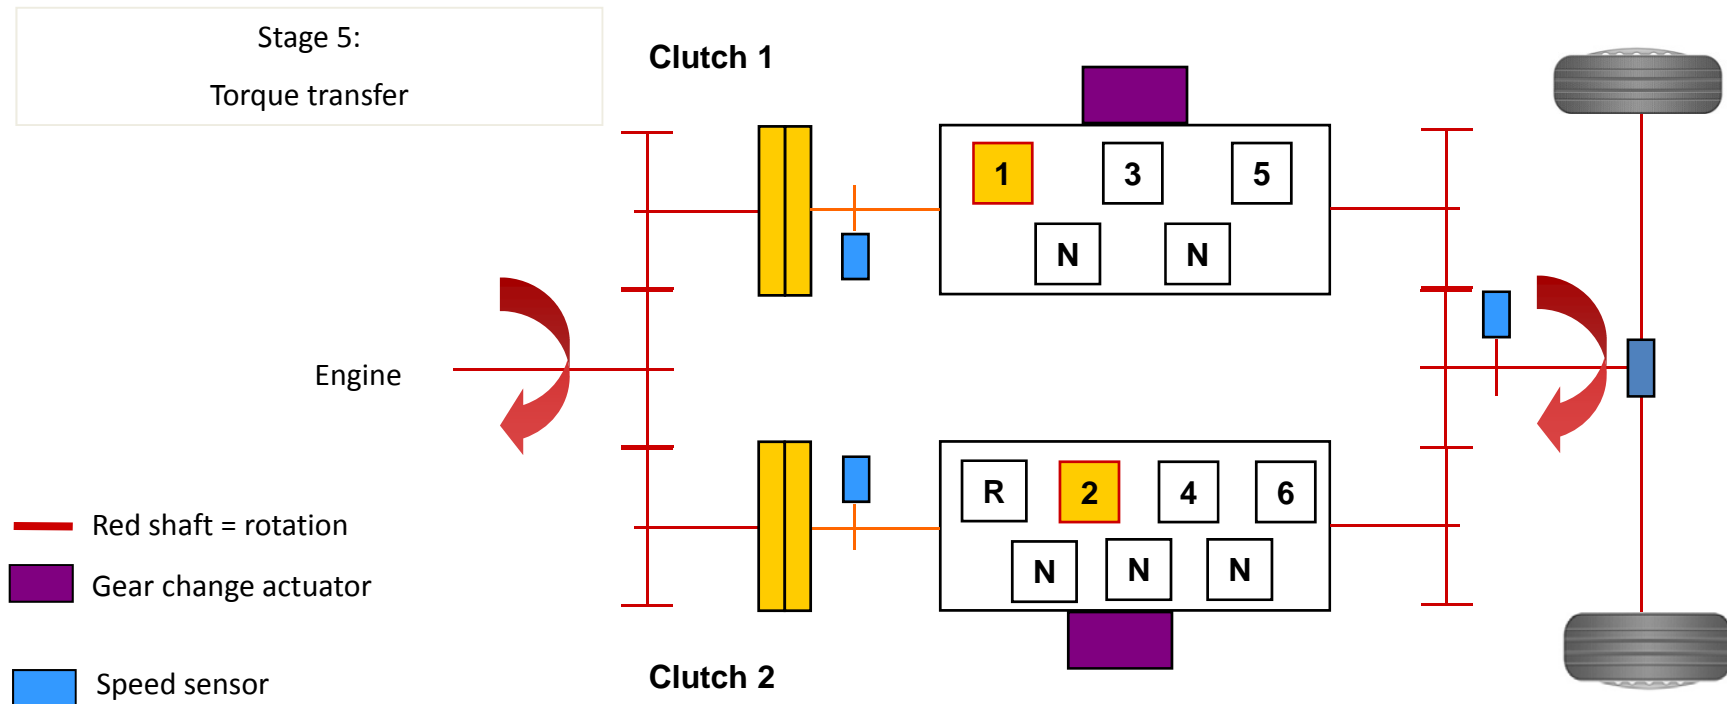 Stage 5:
Torque transfer
Clutch 1
1 3 5
N N
Engine
R 2 4 6
N N N
Red shaft = rotation
Gear change actuator
Speed sensor
Clutch 2